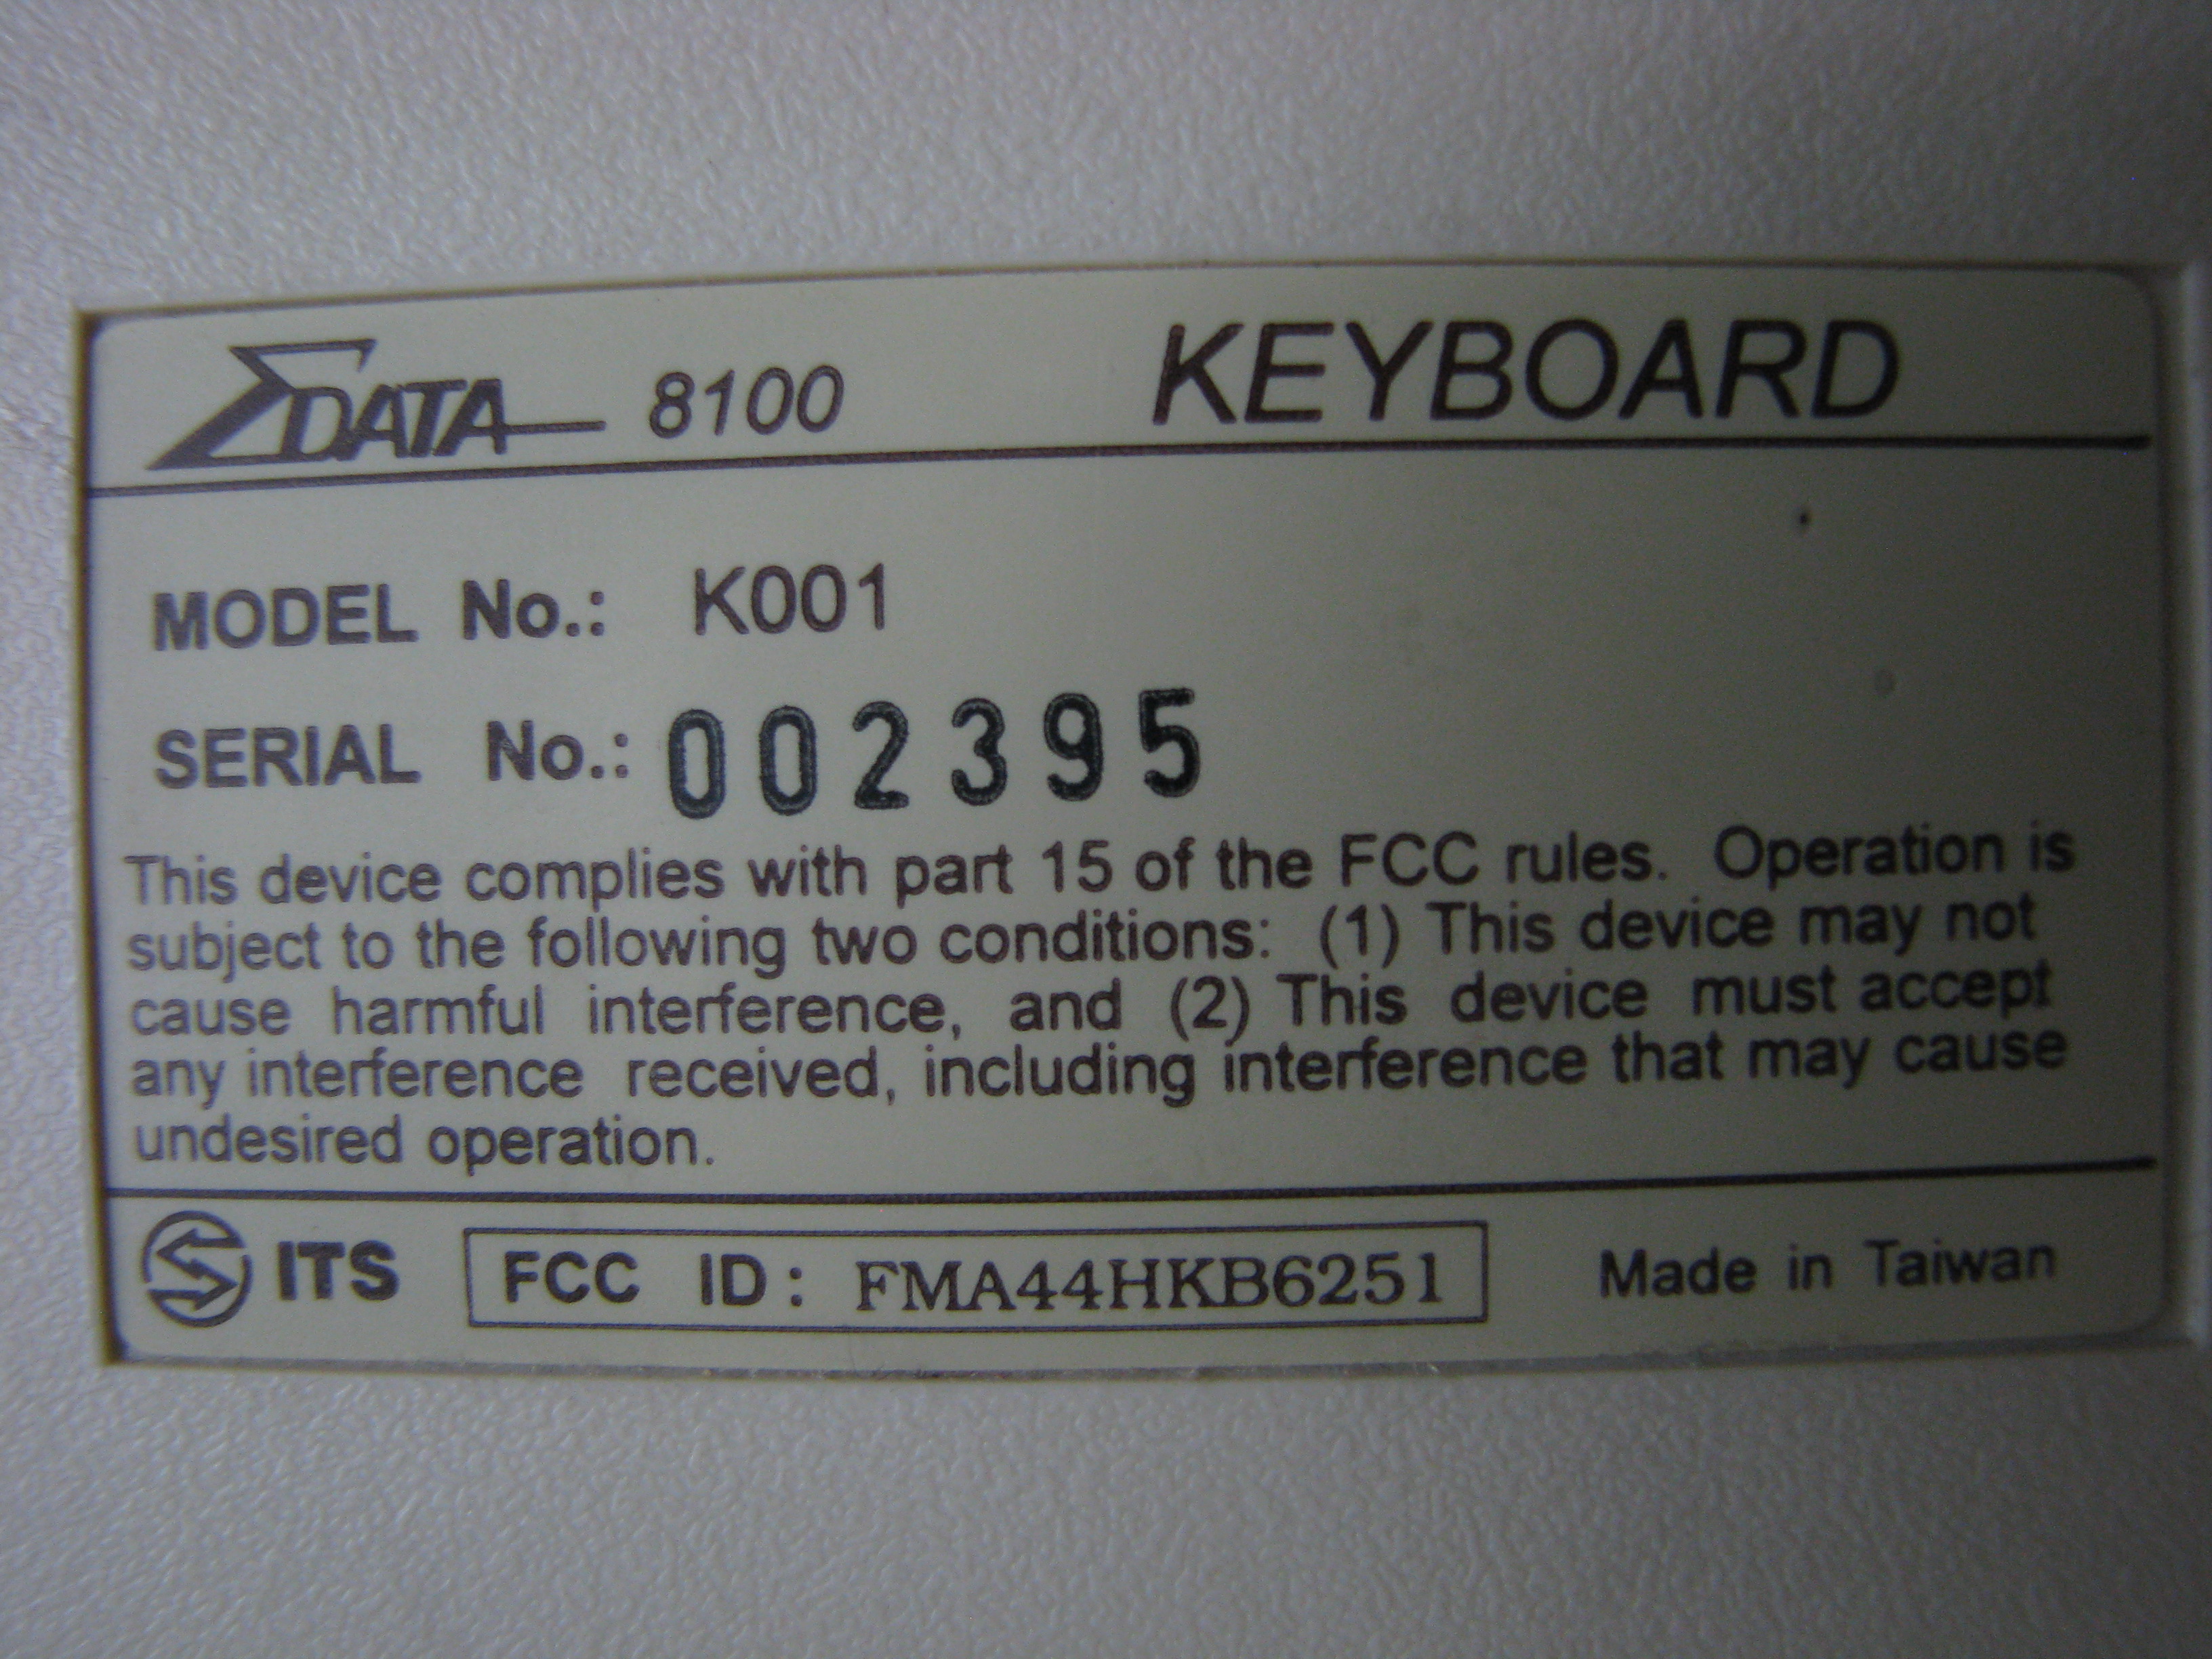 ΣDATA 8100 KEYBOARD
MODEL No.: K001
SERIAL No.: 002395
This device complies with part 15 of the FCC rules. Operation is
subject to the following two conditions: (1) This device may not
cause harmful interference, and (2) This device must accept
any interference received, including interference that may cause
undesired operation.
ITS FCC ID: FMA44HKB6251 Made in Taiwan